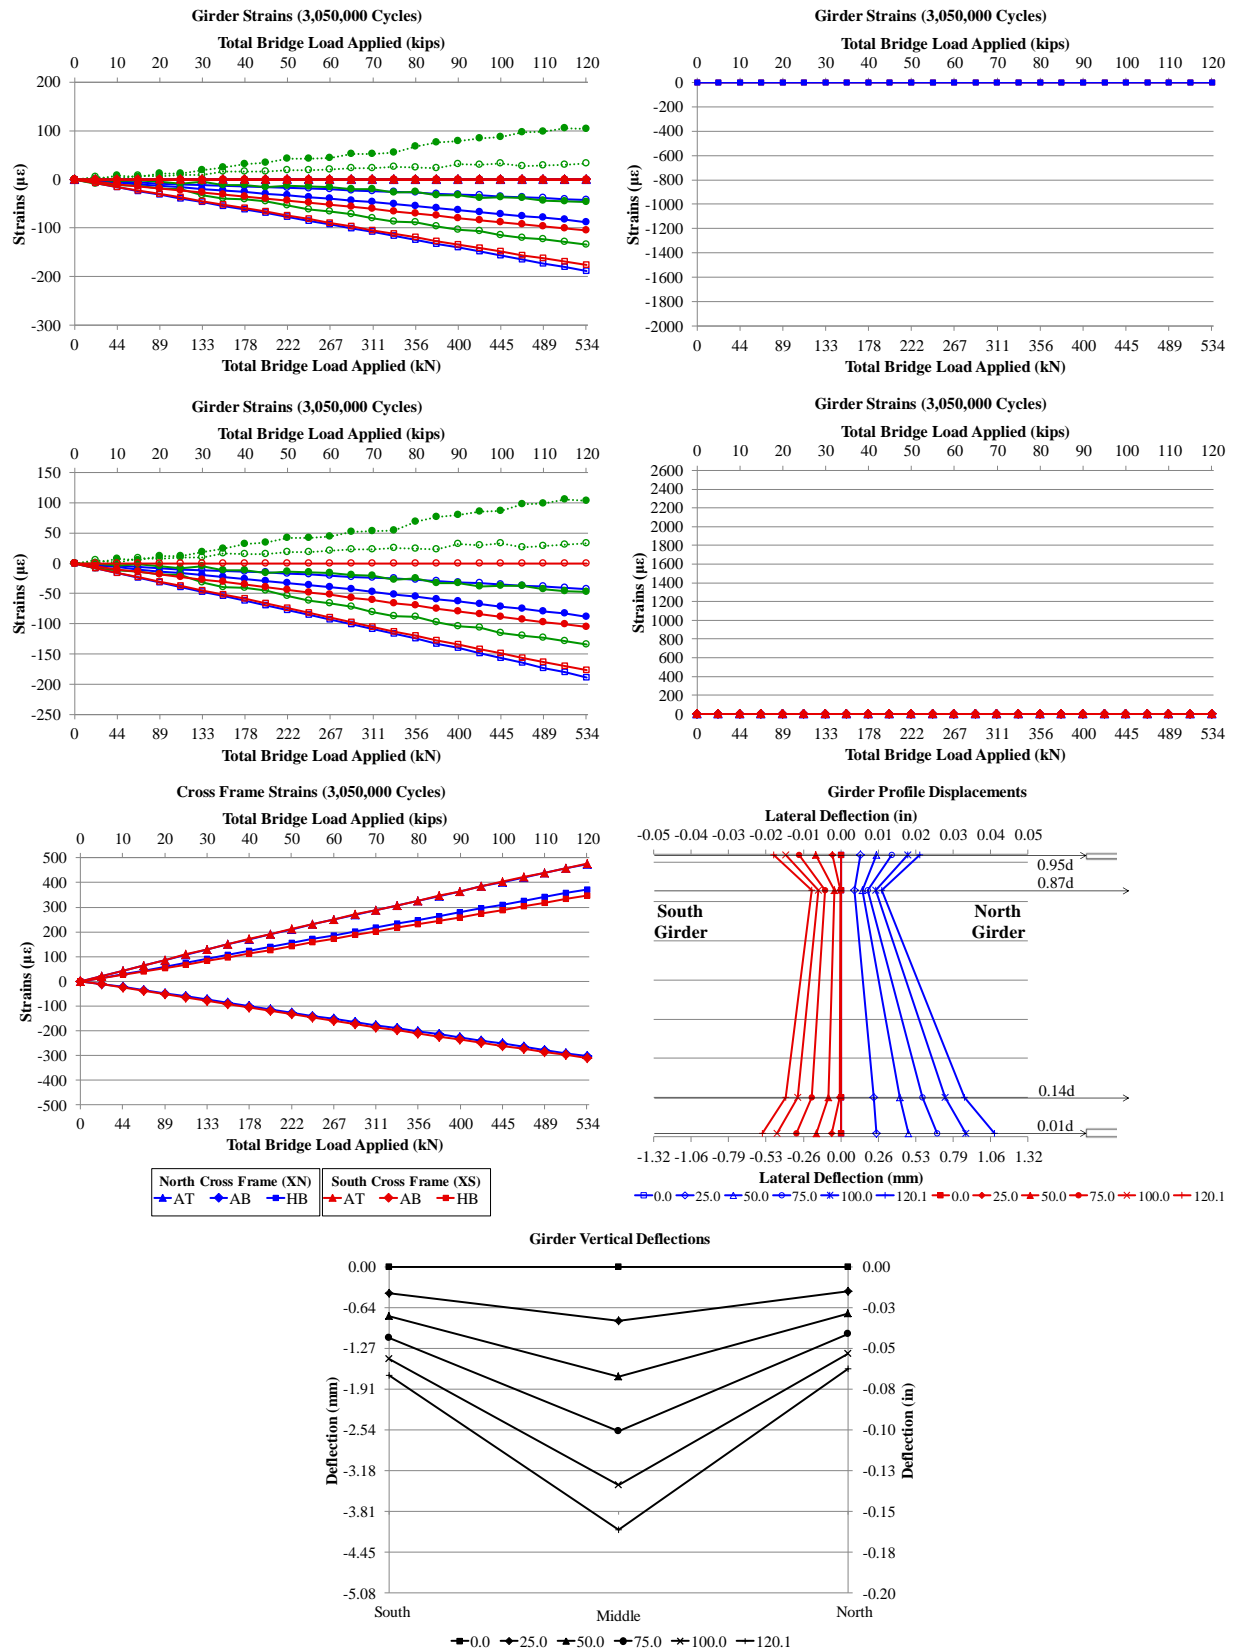 Girder Strains (3,050,000 Cycles)
Total Bridge Load Applied (kips)
0 10 20 30 40 50 60 70 80 90 100 110 120
200
100
0
-100
-200
-300
Strains (με)
0 44 89 133 178 222 267 311 356 400 445 489 534
Total Bridge Load Applied (kN)
Girder Strains (3,050,000 Cycles)
Total Bridge Load Applied (kips)
0 10 20 30 40 50 60 70 80 90 100 110 120
0
-200
-400
-600
-800
-1000
-1200
-1400
-1600
-1800
-2000
Strains (με)
0 44 89 133 178 222 267 311 356 400 445 489 534
Total Bridge Load Applied (kN)
Girder Strains (3,050,000 Cycles)
Total Bridge Load Applied (kips)
0 10 20 30 40 50 60 70 80 90 100 110 120
150
100
50
0
-50
-100
-150
-200
-250
Strains (με)
0 44 89 133 178 222 267 311 356 400 445 489 534
Total Bridge Load Applied (kN)
Girder Strains (3,050,000 Cycles)
Total Bridge Load Applied (kips)
0 10 20 30 40 50 60 70 80 90 100 110 120
2600
2400
2200
2000
1800
1600
1400
1200
1000
800
600
400
200
0
Strains (με)
0 44 89 133 178 222 267 311 356 400 445 489 534
Total Bridge Load Applied (kN)
Cross Frame Strains (3,050,000 Cycles)
Total Bridge Load Applied (kips)
0 10 20 30 40 50 60 70 80 90 100 110 120
500
400
300
200
100
0
-100
-200
-300
-400
-500
Strains (με)
0 44 89 133 178 222 267 311 356 400 445 489 534
Total Bridge Load Applied (kN)
North Cross Frame (XN)
AT AB HB
South Cross Frame (XS)
AT AB HB
Girder Profile Displacements
Lateral Deflection (in)
-0.05 -0.04 -0.03 -0.02 -0.01 0.00 0.01 0.02 0.03 0.04 0.05
0.95d
0.87d
South
Girder
North
Girder
0.14d
0.01d
-1.32 -1.06 -0.79 -0.53 -0.26 0.00 0.26 0.53 0.79 1.06 1.32
Lateral Deflection (mm)
0.0 25.0 50.0 75.0 100.0 120.1 0.0 25.0 50.0 75.0 100.0 120.1
Girder Vertical Deflections
0.00
-0.64
-1.27
-1.91
-2.54
-3.18
-3.81
-4.45
-5.08
Deflection (mm)
0.00
-0.03
-0.05
-0.08
-0.10
-0.13
-0.15
-0.18
-0.20
Deflection (in)
South Middle North
0.0 25.0 50.0 75.0 100.0 120.1